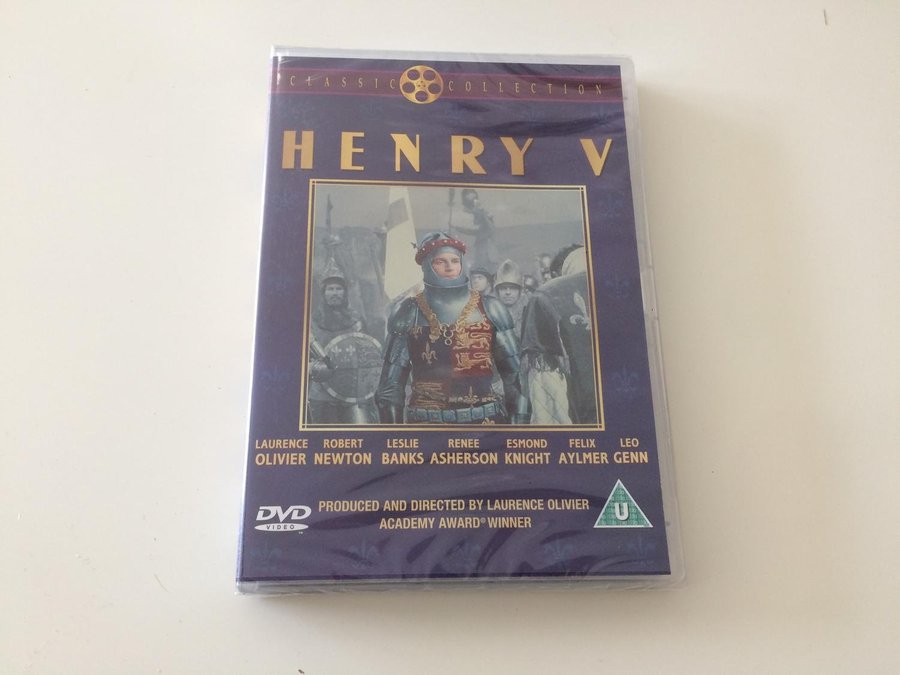 CLASSIC COLLECTION
HENRY V
LAURENCE OLIVIER
ROBERT NEWTON
LESLIE BANKS
RENEE ASHERSON
ESMOND KNIGHT
FELIX AYLMER
LEO GENN
PRODUCED AND DIRECTED BY LAURENCE OLIVIER
ACADEMY AWARD® WINNER
DVD
VIDEO™
U